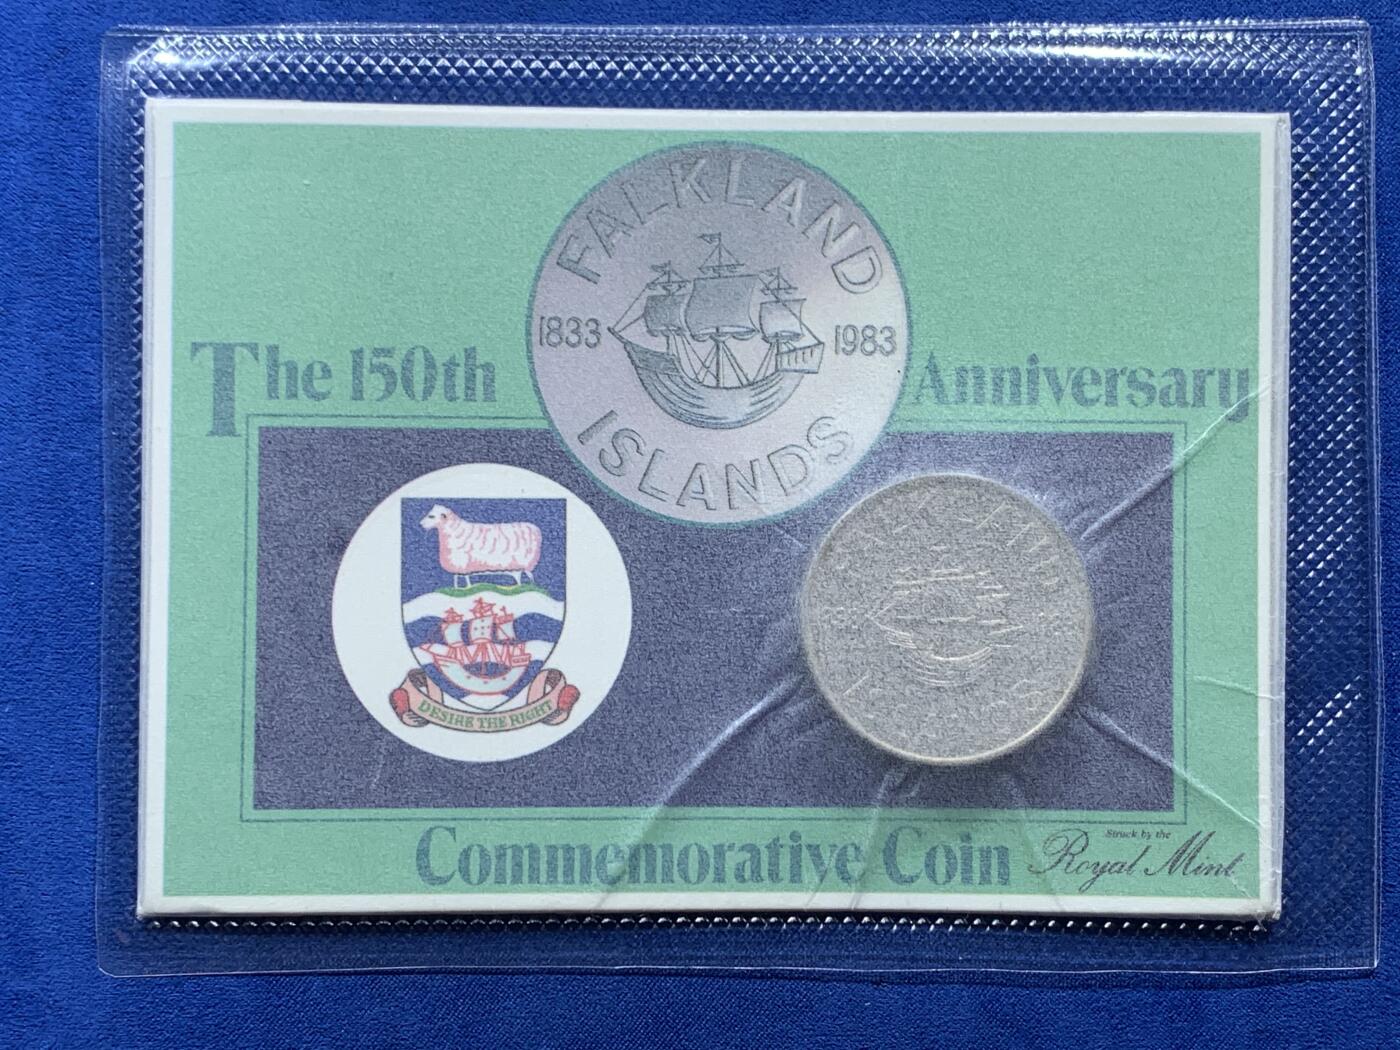 FALKLAND
1833 1983
ISLANDS
The 150th Anniversary
DESIRE THE RIGHT
Commemorative Coin
Struck by the
Royal Mint